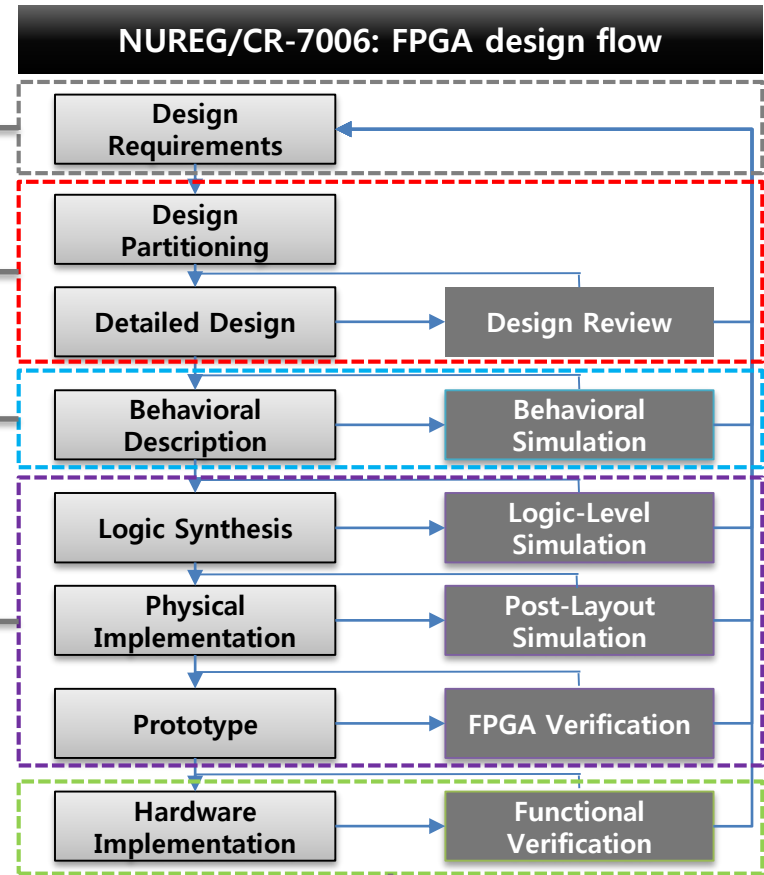 NUREG/CR-7006: FPGA design flow
Design
Requirements
Design
Partitioning
Detailed Design
Design Review
Behavioral
Description
Behavioral
Simulation
Logic Synthesis
Logic-Level
Simulation
Physical
Implementation
Post-Layout
Simulation
Prototype
FPGA Verification
Hardware
Implementation
Functional
Verification